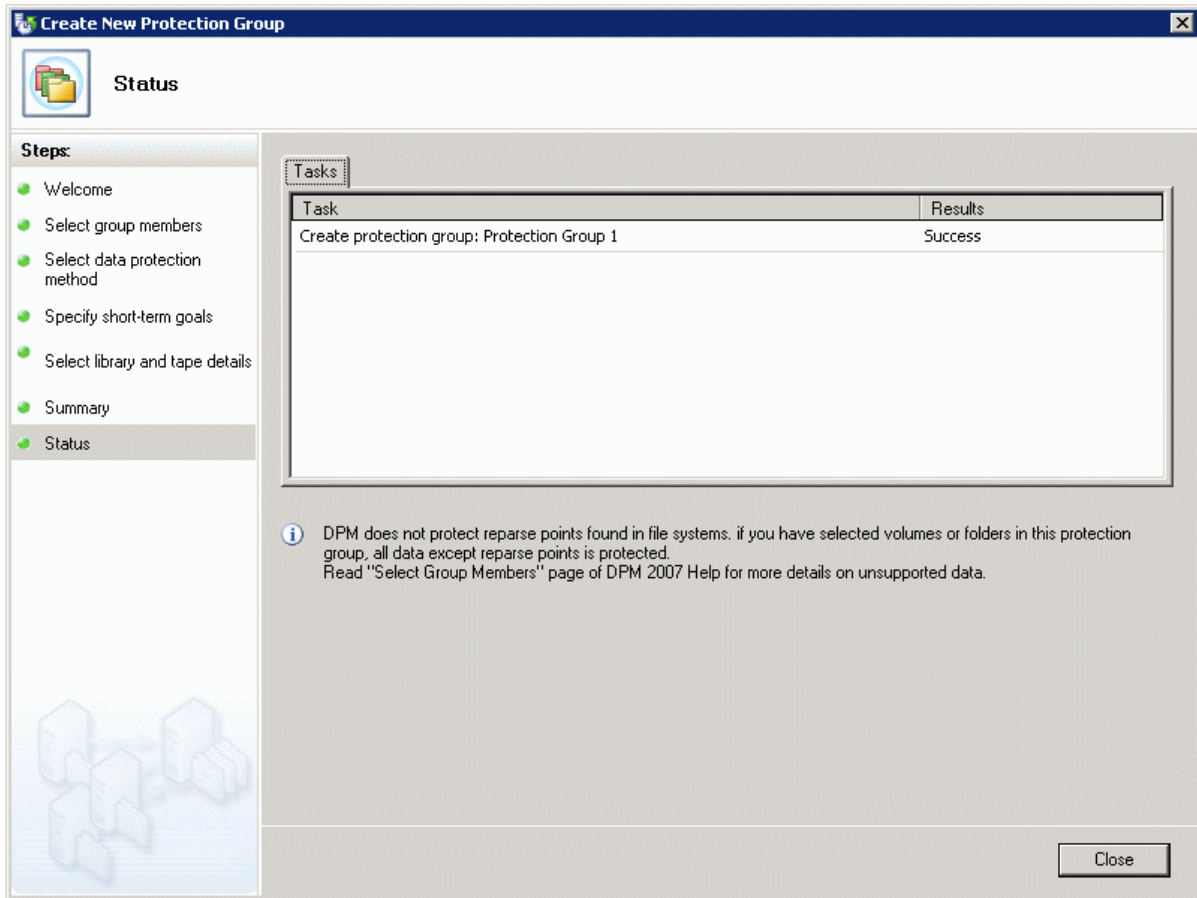 Create New Protection Group
Status
Steps:
Welcome
Select group members
Select data protection
method
Specify short-term goals
Select library and tape details
Summary
Status
Tasks
Task Results
Create protection group: Protection Group 1 Success
DPM does not protect reparse points found in file systems. if you have selected volumes or folders in this protection
group, all data except reparse points is protected.
Read "Select Group Members" page of DPM 2007 Help for more details on unsupported data.
Close